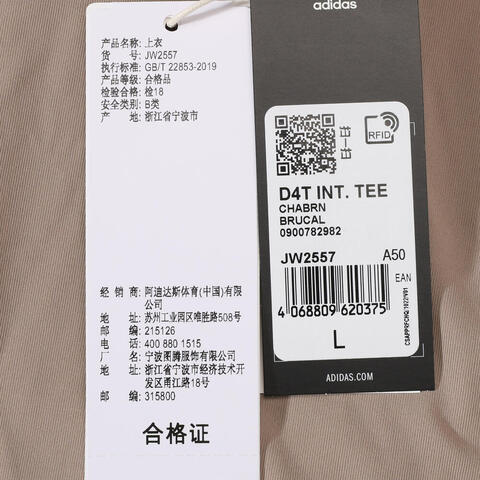 产品名称：上衣
货　　号：JW2557
执行标准：GB/T 22853-2019
产品等级：合格品
检验合格：检18
安全类别：B类
产　　地：浙江省宁波市
经 销 商：阿迪达斯体育(中国)有限
公司
地　　址：苏州工业园区唯胜路508号
邮　　编：215126
电　　话：400 880 1515
厂　　名：宁波图腾服饰有限公司
厂　　址：浙江省宁波市经济技术开
发区甬江路18号
邮　　编：315800
合格证
adidas
扫一扫
RFID
D4T INT. TEE
CHABRN
BRUCAL
0900782982
JW2557 A50
EAN
4 068809 620375
L
ADIDAS.COM